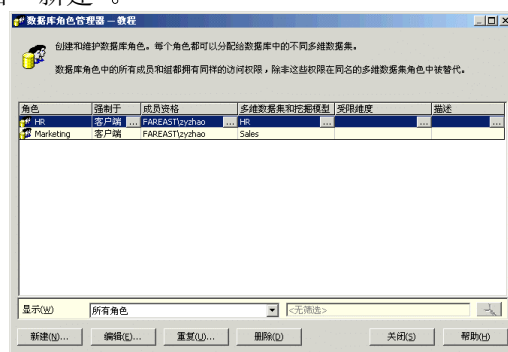 “新建”。
数据库角色管理器 — 教程
创建和维护数据库角色。每个角色都可以分配给数据库中的不同多维数据集。
数据库角色中的所有成员和组都拥有同样的访问权限，除非这些权限在同名的多维数据集角色中被替代。
角色 强制于 成员资格 多维数据集和挖掘模型 受限维度 描述
HR 客户端 ... FAREAST\zyzhao ... HR ... ... ...
Marketing 客户端 FAREAST\zyzhao Sales
显示(W) 所有角色 <无筛选>
新建(N)... 编辑(E)... 重复(U)... 删除(D) 关闭(S) 帮助(H)